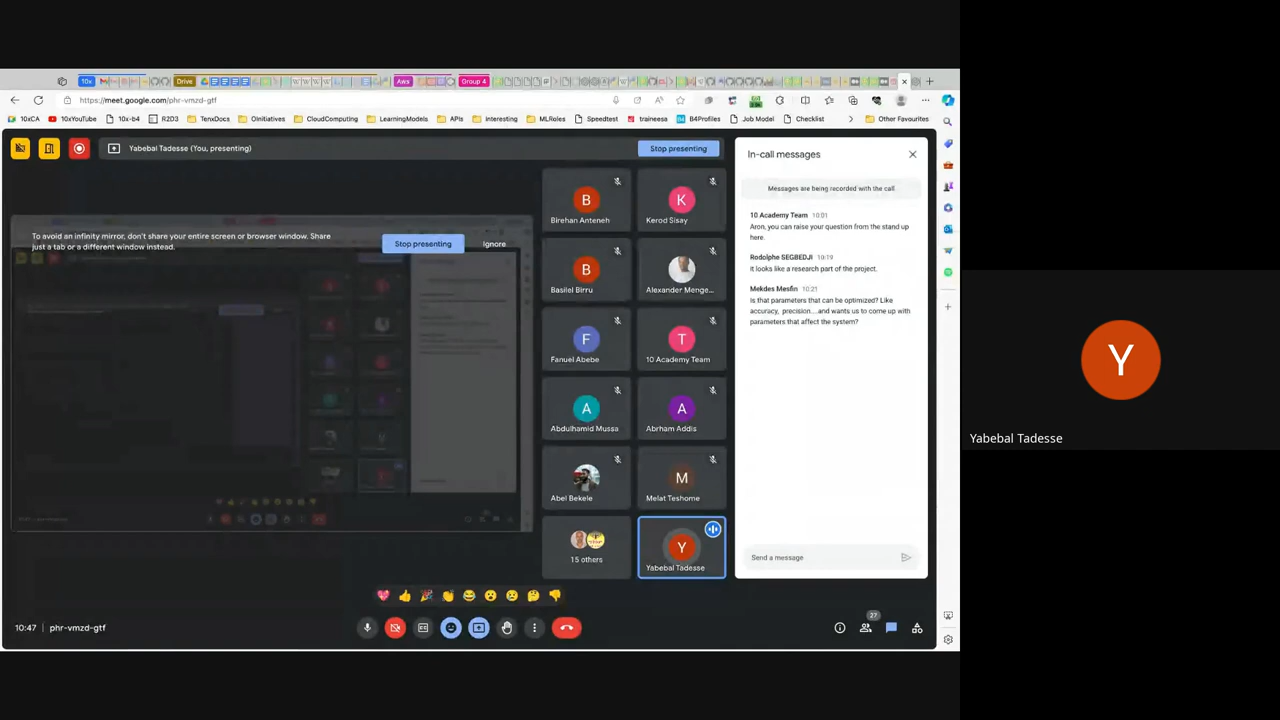 10x
Drive
Aws
Group 4
https://meet.google.com/phr-vmzd-gtf
10xCA
10xYouTube
10x-b4
R2D3
TenxDocs
OInitiatives
CloudComputing
LearningModels
APIs
Interesting
MLRoles
Speedtest
traineesa
B4Profiles
Job Model
Checklist
Other Favourites
Yabebal Tadesse (You, presenting)
Stop presenting
To avoid an infinity mirror, don't share your entire screen or browser window. Share
just a tab or a different window instead.
Stop presenting
Ignore
B
Birehan Anteneh
K
Kerod Sisay
B
Basilel Birru
Alexander Menge...
F
Fanuel Abebe
T
10 Academy Team
A
Abdulhamid Mussa
A
Abrham Addis
Abel Bekele
M
Melat Teshome
15 others
Y
Yabebal Tadesse
In-call messages
Messages are being recorded with the call
10 Academy Team 10:01
Aron, you can raise your question from the stand up
here.
Rodolphe SEGBEDJI 10:19
it looks like a research part of the project.
Mekdes Mesfin 10:21
Is that parameters that can be optimized? Like
accuracy, precision....and wants us to come up with
parameters that affect the system?
Send a message
10:47 | phr-vmzd-gtf
27
Y
Yabebal Tadesse